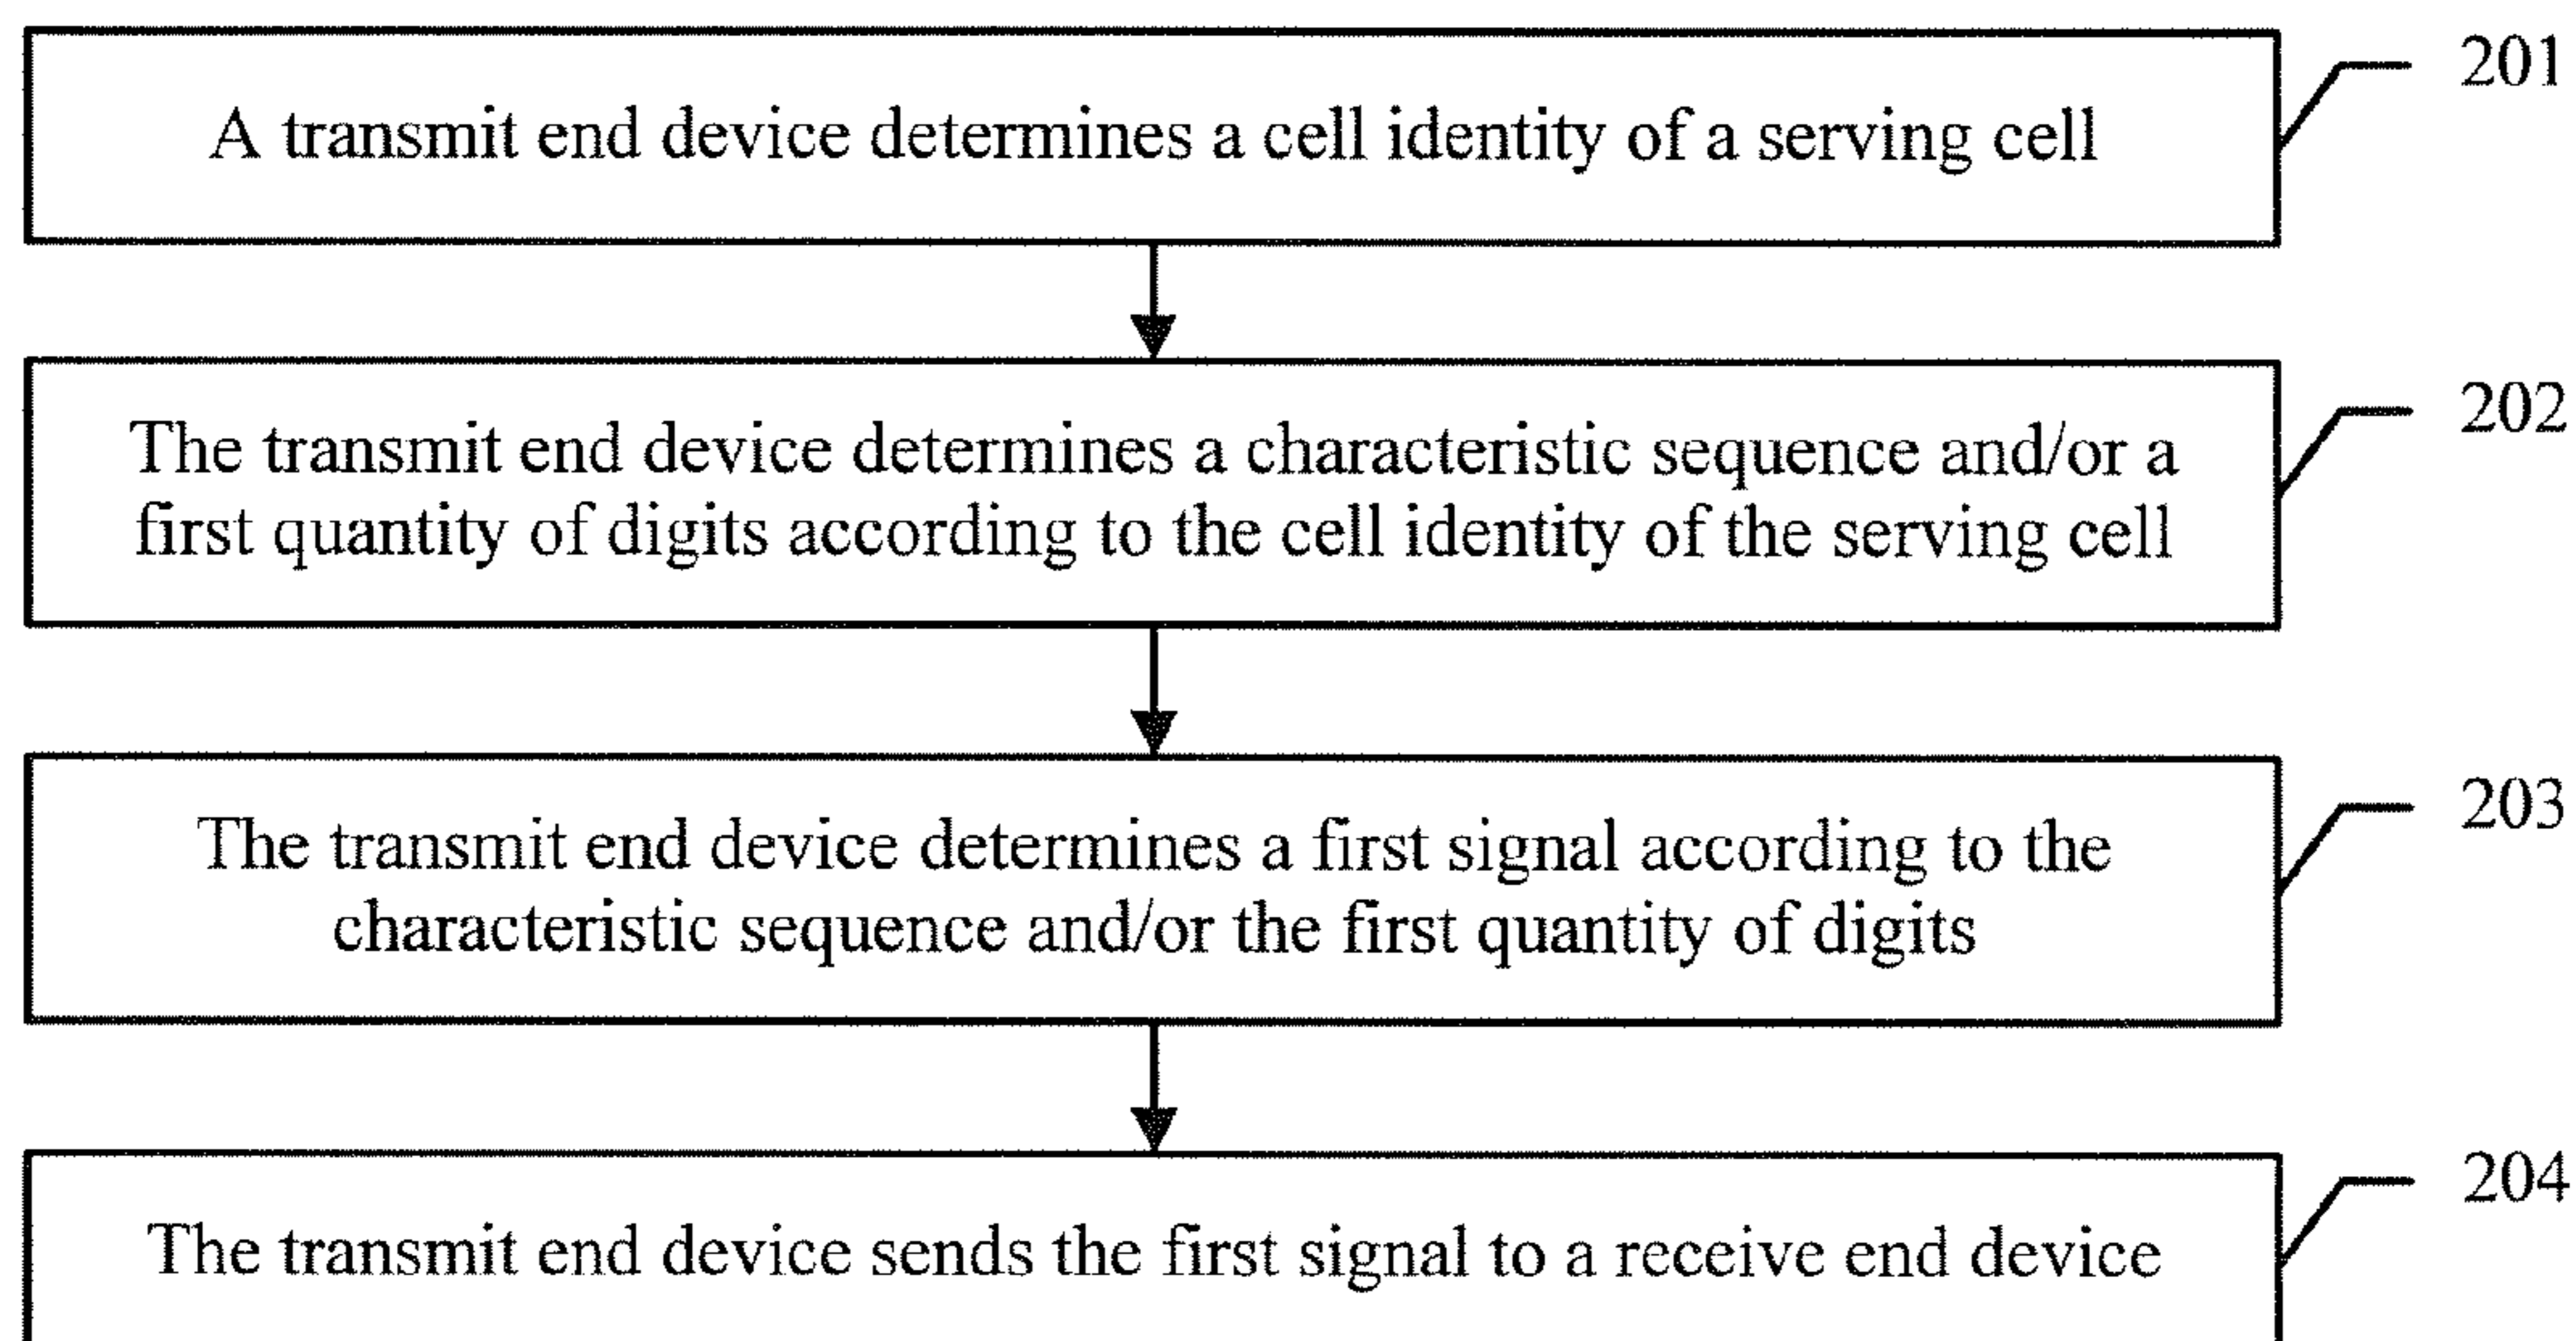 A transmit end device determines a cell identity of a serving cell
201
The transmit end device determines a characteristic sequence and/or a
first quantity of digits according to the cell identity of the serving cell
202
The transmit end device determines a first signal according to the
characteristic sequence and/or the first quantity of digits
203
The transmit end device sends the first signal to a receive end device
204